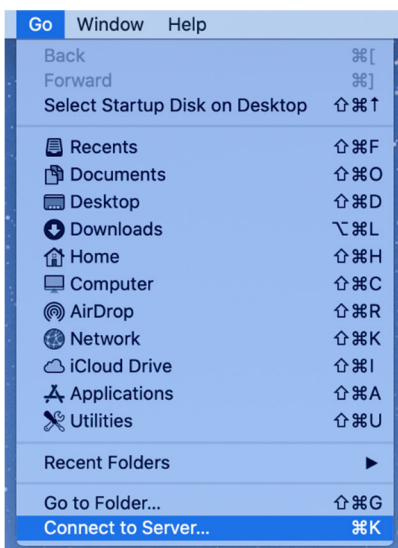 Go Window Help
Back ⌘[
Forward ⌘]
Select Startup Disk on Desktop ⇧⌘↑
Recents ⇧⌘F
Documents ⇧⌘O
Desktop ⇧⌘D
Downloads ⌥⌘L
Home ⇧⌘H
Computer ⇧⌘C
AirDrop ⇧⌘R
Network ⇧⌘K
iCloud Drive ⇧⌘I
Applications ⇧⌘A
Utilities ⇧⌘U
Recent Folders ▶
Go to Folder... ⇧⌘G
Connect to Server... ⌘K